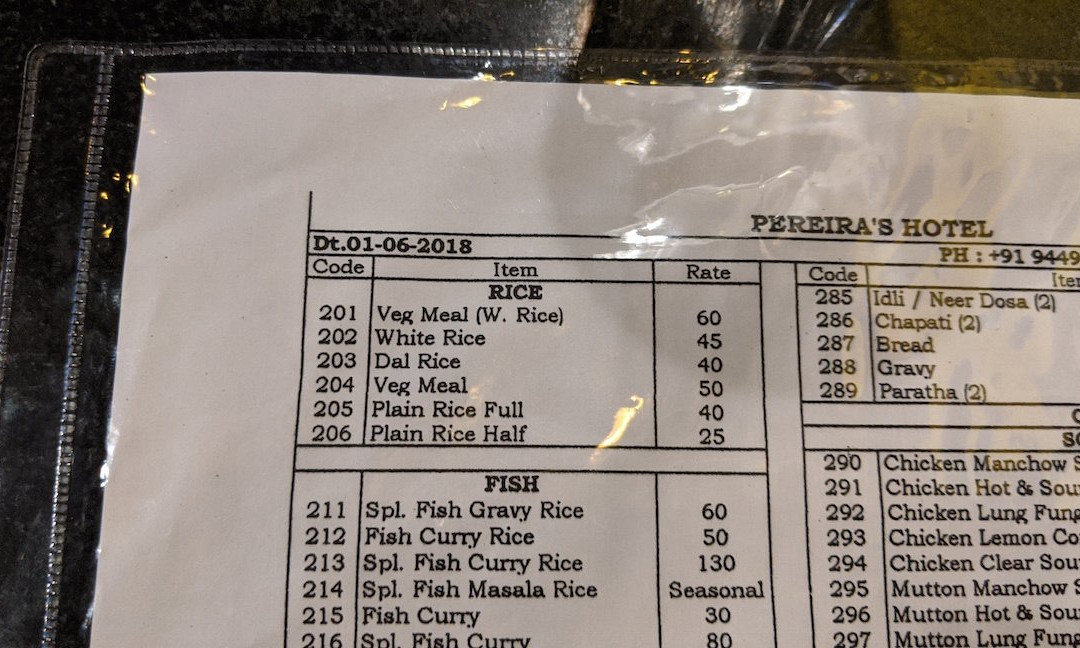 PEREIRA'S HOTEL
Dt.01-06-2018
PH : +91 9449
Code Item Rate
RICE
201 Veg Meal (W. Rice) 60
202 White Rice 45
203 Dal Rice 40
204 Veg Meal 50
205 Plain Rice Full 40
206 Plain Rice Half 25
FISH
211 Spl. Fish Gravy Rice 60
212 Fish Curry Rice 50
213 Spl. Fish Curry Rice 130
214 Spl. Fish Masala Rice Seasonal
215 Fish Curry 30
216 Spl. Fish Curry 80
Code
285 Idli / Neer Dosa (2)
286 Chapati (2)
287 Bread
288 Gravy
289 Paratha (2)
290 Chicken Manchow
291 Chicken Hot &
292 Chicken Lung
293 Chicken Lemon
294 Chicken Clear
295 Mutton Manchow
296 Mutton Hot &
297 Mutton Lung